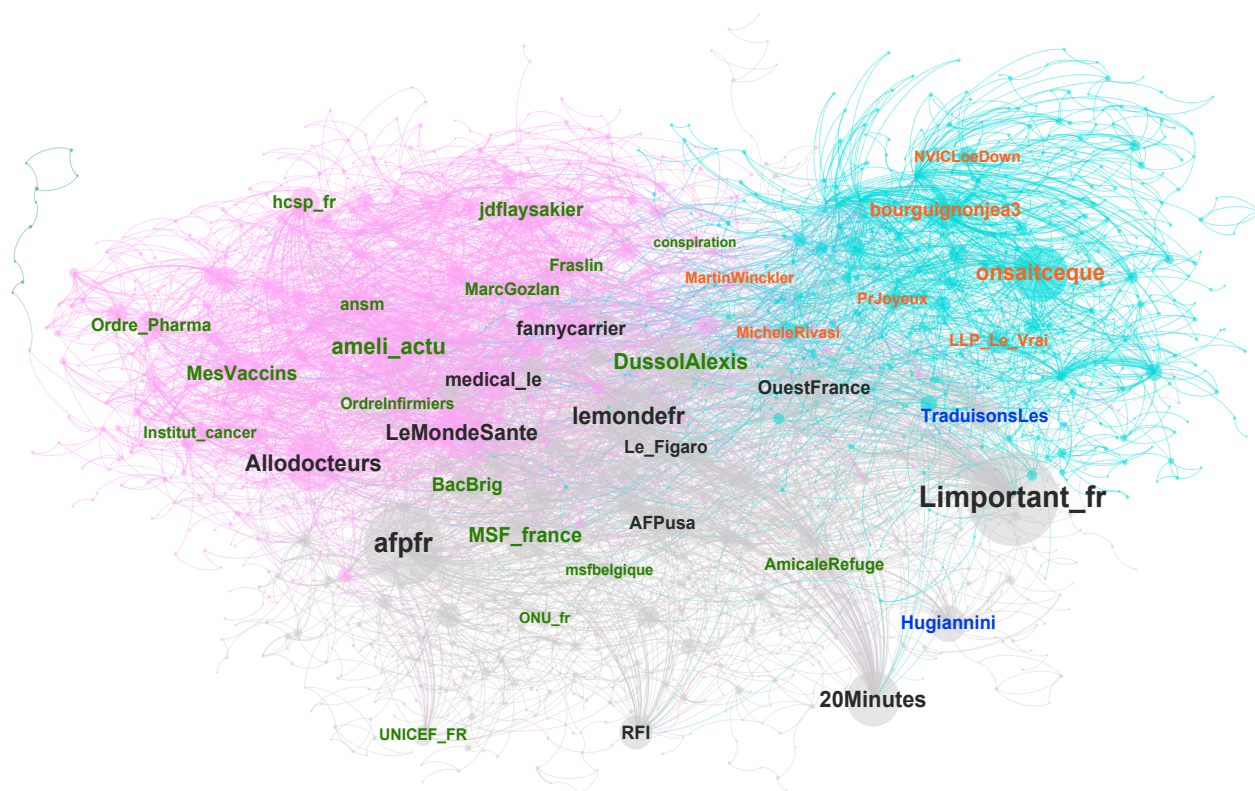 NVICLoeDown
hcsp_fr
jdflaysakier
bourguignonjea3
conspiration
Fraslin
onsaitceque
MartinWinckler
MarcGozlan
PrJoyeux
ansm
Ordre_Pharma
fannycarrier
MicheleRivasi
LLP_Le_Vrai
ameli_actu
DussolAlexis
MesVaccins
medical_le
OuestFrance
OrdreInfirmiers
lemondefr
TraduisonsLes
Institut_cancer
LeMondeSante
Le_Figaro
Allodocteurs
BacBrig
Limportant_fr
AFPusa
MSF_france
afpfr
AmicaleRefuge
msfbelgique
ONU_fr
Hugiannini
20Minutes
UNICEF_FR
RFI